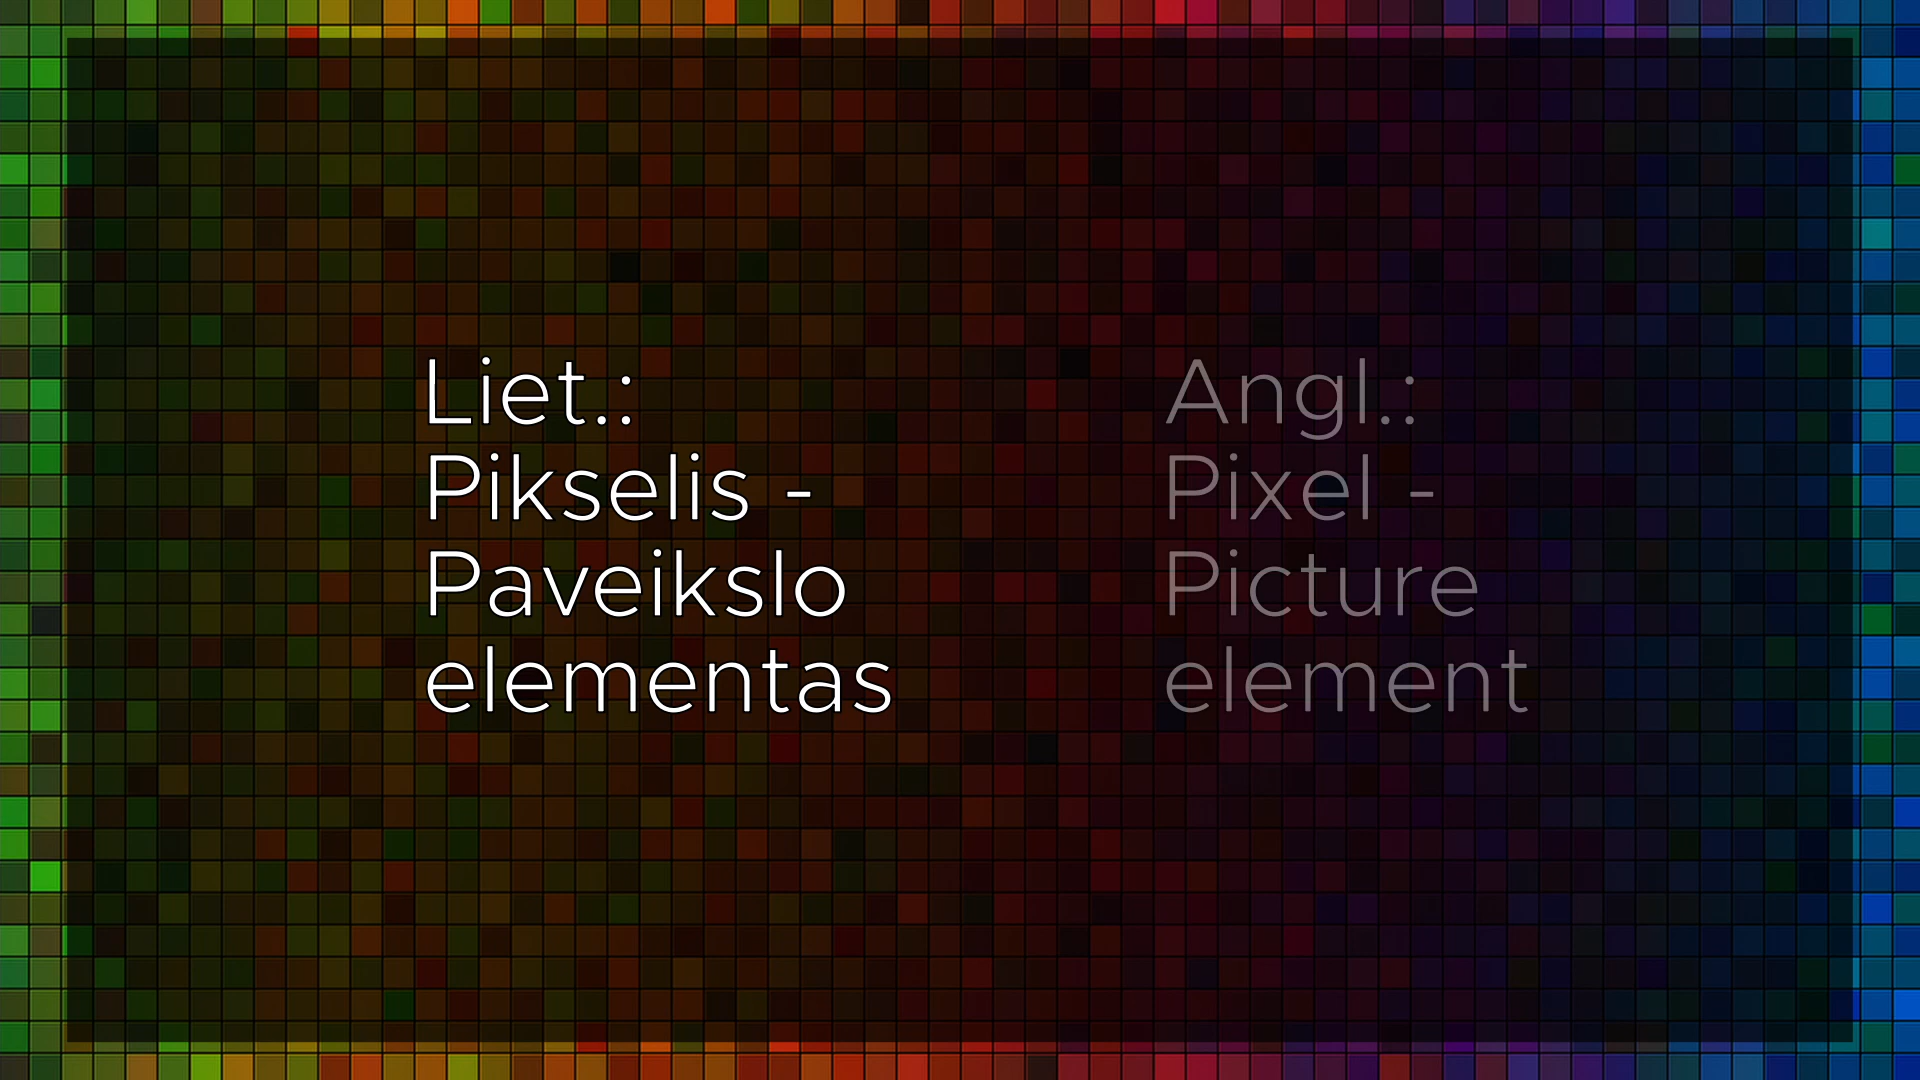 Liet.:
Pikselis -
Paveikslo
elementas
Angl.:
Pixel -
Picture
element